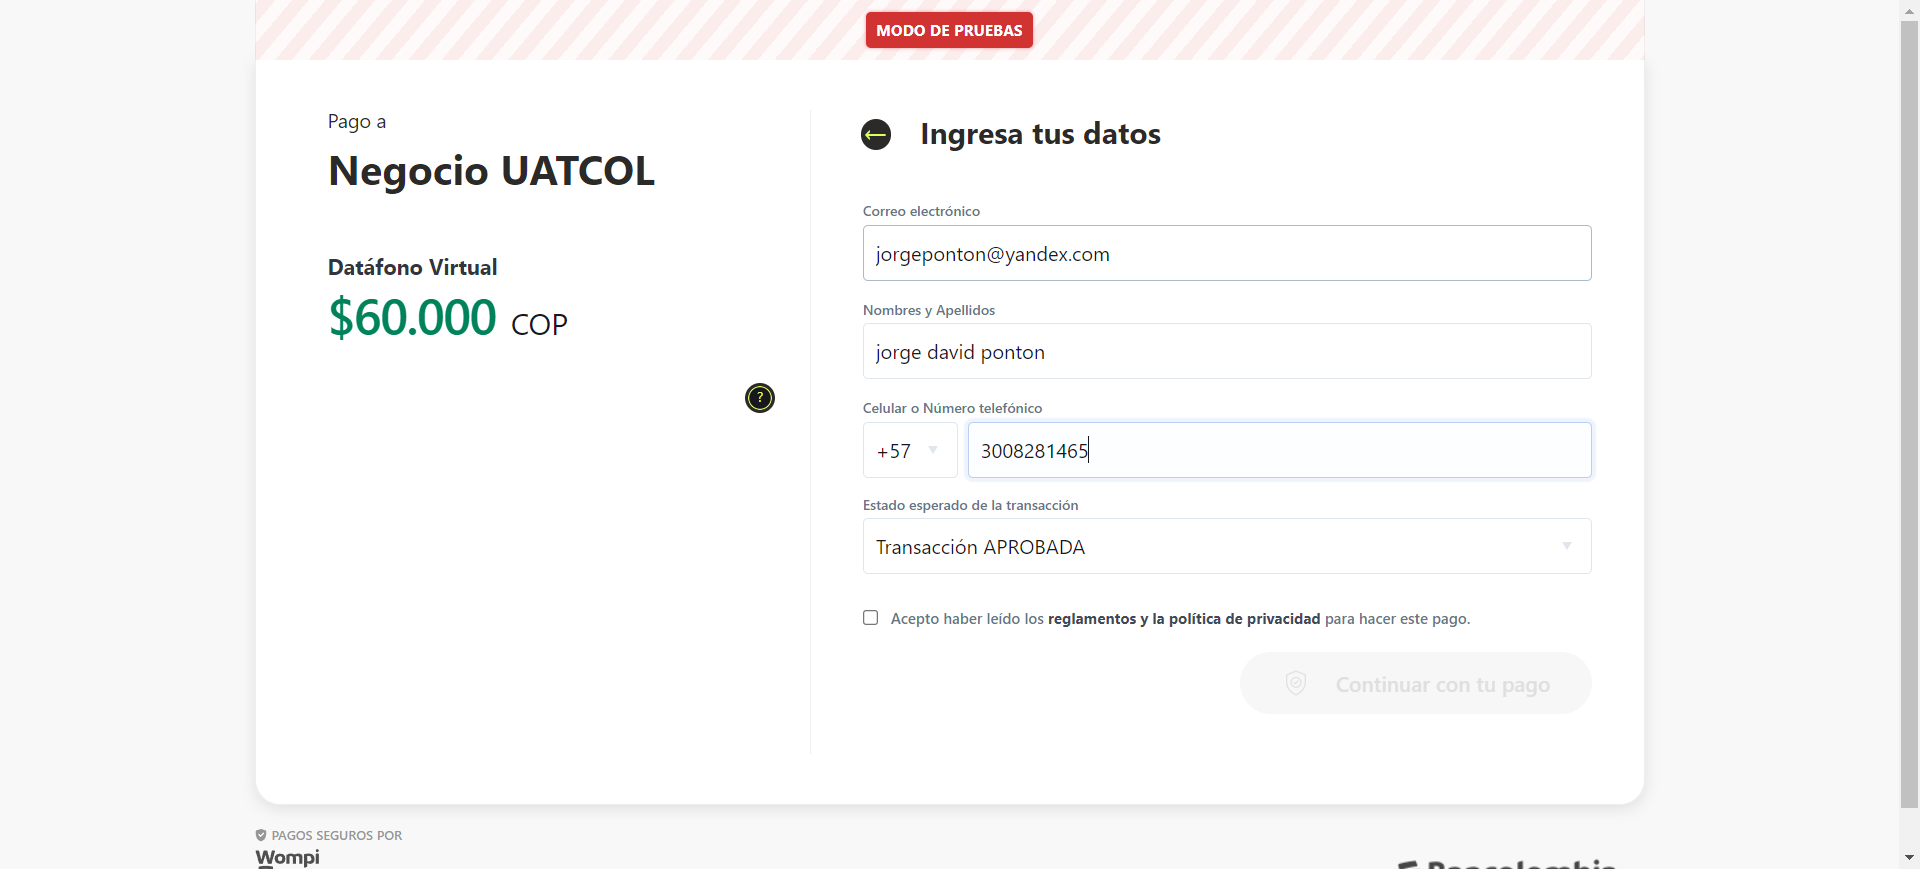 MODO DE PRUEBAS
Pago a
Negocio UATCOL
Datáfono Virtual
$60.000 COP
?
Ingresa tus datos
Correo electrónico
jorgeponton@yandex.com
Nombres y Apellidos
jorge david ponton
Celular o Número telefónico
+57 3008281465
Estado esperado de la transacción
Transacción APROBADA
Acepto haber leído los reglamentos y la política de privacidad para hacer este pago.
Continuar con tu pago
PAGOS SEGUROS POR
Wompi
Bancolombia